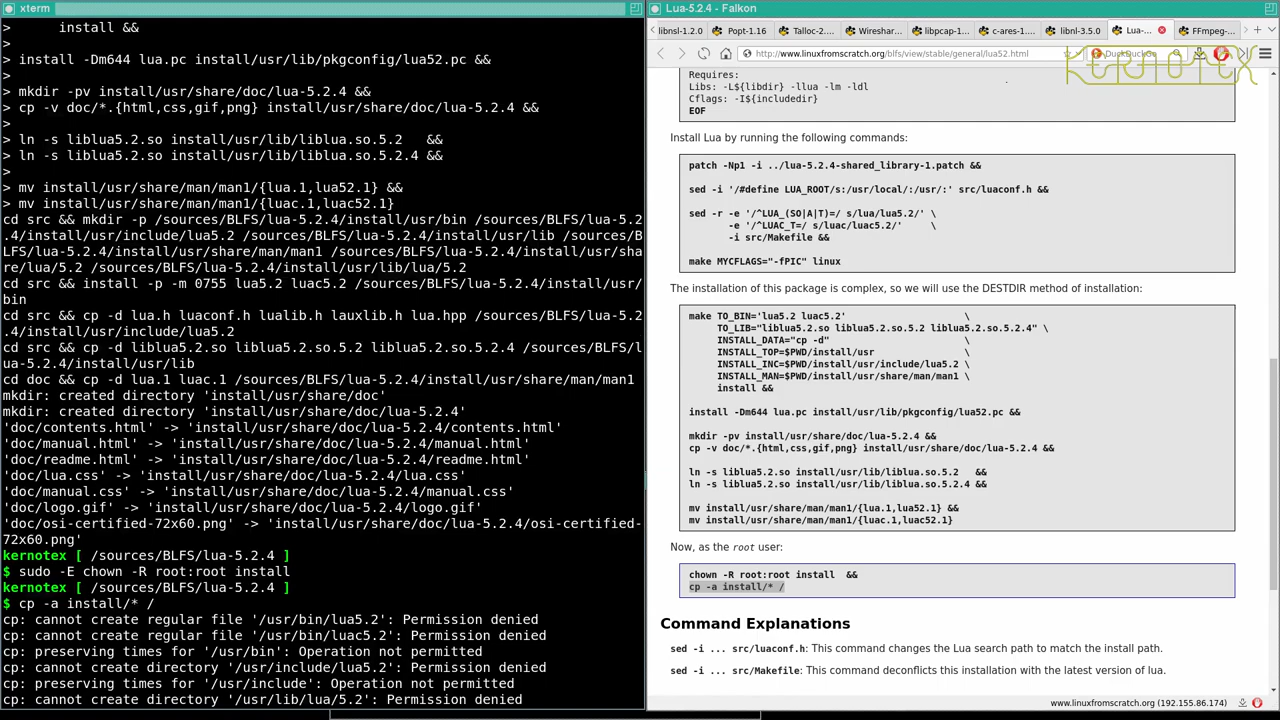 xterm
>       install &&
>
> install -Dm644 lua.pc install/usr/lib/pkgconfig/lua52.pc &&
>
> mkdir -pv install/usr/share/doc/lua-5.2.4 &&
> cp -v doc/*.{html,css,gif,png} install/usr/share/doc/lua-5.2.4 &&
>
> ln -s liblua5.2.so install/usr/lib/liblua.so.5.2   &&
> ln -s liblua5.2.so install/usr/lib/liblua.so.5.2.4 &&
>
> mv install/usr/share/man/man1/{lua.1,lua52.1} &&
> mv install/usr/share/man/man1/{luac.1,luac52.1}
cd src && mkdir -p /sources/BLFS/lua-5.2.4/install/usr/bin /sources/BLFS/lua-5.2
.4/install/usr/include/lua5.2 /sources/BLFS/lua-5.2.4/install/usr/lib /sources/B
LFS/lua-5.2.4/install/usr/share/man/man1 /sources/BLFS/lua-5.2.4/install/usr/sha
re/lua/5.2 /sources/BLFS/lua-5.2.4/install/usr/lib/lua/5.2
cd src && install -p -m 0755 lua5.2 luac5.2 /sources/BLFS/lua-5.2.4/install/usr/
bin
cd src && cp -d lua.h luaconf.h lualib.h lauxlib.h lua.hpp /sources/BLFS/lua-5.2
.4/install/usr/include/lua5.2
cd src && cp -d liblua5.2.so liblua5.2.so.5.2 liblua5.2.so.5.2.4 /sources/BLFS/l
ua-5.2.4/install/usr/lib
cd doc && cp -d lua.1 luac.1 /sources/BLFS/lua-5.2.4/install/usr/share/man/man1
mkdir: created directory 'install/usr/share/doc'
mkdir: created directory 'install/usr/share/doc/lua-5.2.4'
'doc/contents.html' -> 'install/usr/share/doc/lua-5.2.4/contents.html'
'doc/manual.html' -> 'install/usr/share/doc/lua-5.2.4/manual.html'
'doc/readme.html' -> 'install/usr/share/doc/lua-5.2.4/readme.html'
'doc/lua.css' -> 'install/usr/share/doc/lua-5.2.4/lua.css'
'doc/manual.css' -> 'install/usr/share/doc/lua-5.2.4/manual.css'
'doc/logo.gif' -> 'install/usr/share/doc/lua-5.2.4/logo.gif'
'doc/osi-certified-72x60.png' -> 'install/usr/share/doc/lua-5.2.4/osi-certified-
72x60.png'
kernotex [ /sources/BLFS/lua-5.2.4 ]
$ sudo -E chown -R root:root install
kernotex [ /sources/BLFS/lua-5.2.4 ]
$ cp -a install/* /
cp: cannot create regular file '/usr/bin/lua5.2': Permission denied
cp: cannot create regular file '/usr/bin/luac5.2': Permission denied
cp: preserving times for '/usr/bin': Operation not permitted
cp: cannot create directory '/usr/include/lua5.2': Permission denied
cp: preserving times for '/usr/include': Operation not permitted
cp: cannot create directory '/usr/lib/lua/5.2': Permission denied
Lua-5.2.4 - Falkon
libnsl-1.2.0 Popt-1.16 Talloc-2.... Wireshar... libpcap-... c-ares-1.... libnl-3.5.0 Lua-... FFmpeg-...
http://www.linuxfromscratch.org/blfs/view/stable/general/lua52.html
DuckDuckGo
KERNOTEX
Requires:
Libs: -L${libdir} -llua -lm -ldl
Cflags: -I${includedir}
EOF
Install Lua by running the following commands:
patch -Np1 -i ../lua-5.2.4-shared_library-1.patch &&
sed -i '/#define LUA_ROOT/s:/usr/local/:/usr/:' src/luaconf.h &&
sed -r -e '/^LUA_(SO|A|T)=/ s/lua/lua5.2/' \
-e '/^LUAC_T=/ s/luac/luac5.2/' \
-i src/Makefile &&
make MYCFLAGS="-fPIC" linux
The installation of this package is complex, so we will use the DESTDIR method of installation:
make TO_BIN='lua5.2 luac5.2' \
TO_LIB="liblua5.2.so liblua5.2.so.5.2 liblua5.2.so.5.2.4" \
INSTALL_DATA="cp -d" \
INSTALL_TOP=$PWD/install/usr \
INSTALL_INC=$PWD/install/usr/include/lua5.2 \
INSTALL_MAN=$PWD/install/usr/share/man/man1 \
install &&
install -Dm644 lua.pc install/usr/lib/pkgconfig/lua52.pc &&
mkdir -pv install/usr/share/doc/lua-5.2.4 &&
cp -v doc/*.{html,css,gif,png} install/usr/share/doc/lua-5.2.4 &&
ln -s liblua5.2.so install/usr/lib/liblua.so.5.2   &&
ln -s liblua5.2.so install/usr/lib/liblua.so.5.2.4 &&
mv install/usr/share/man/man1/{lua.1,lua52.1} &&
mv install/usr/share/man/man1/{luac.1,luac52.1}
Now, as the root user:
chown -R root:root install  &&
cp -a install/* /
Command Explanations
sed -i ... src/luaconf.h: This command changes the Lua search path to match the install path.
sed -i ... src/Makefile: This command deconflicts this installation with the latest version of lua.
www.linuxfromscratch.org (192.155.86.174)